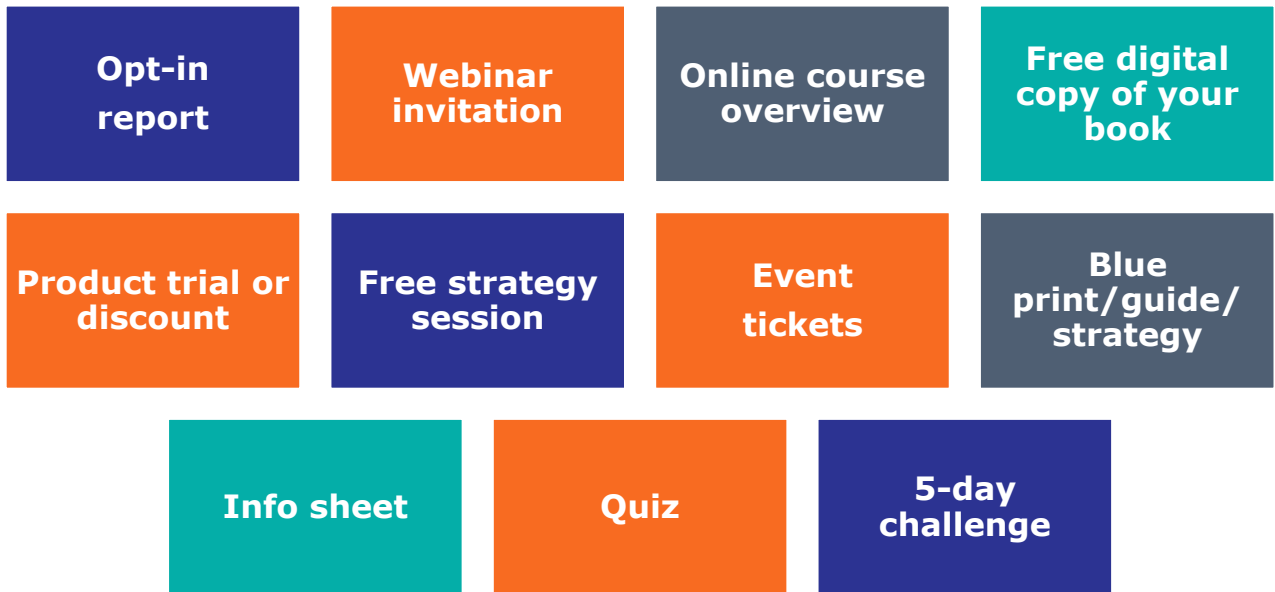 Opt-in
report
Webinar
invitation
Online course
overview
Free digital
copy of your
book
Product trial or
discount
Free strategy
session
Event
tickets
Blue
print/guide/
strategy
Info sheet
Quiz
5-day
challenge